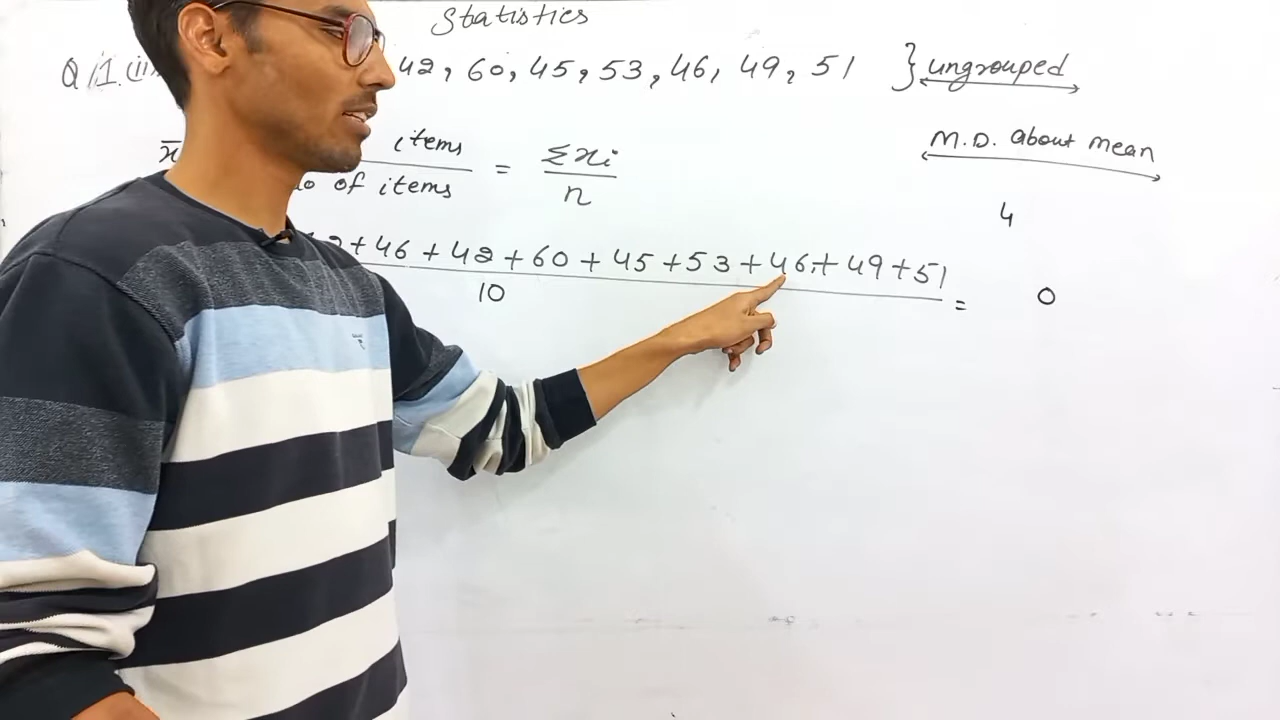 Statistics
Q/1.(ii) 42, 60, 45, 53, 46, 49, 51 } ungrouped
M.D. about mean
x̄ items = Σxi
of items n
4
+ 46 + 42 + 60 + 45 + 53 + 46 + 49 + 51 =
10
0